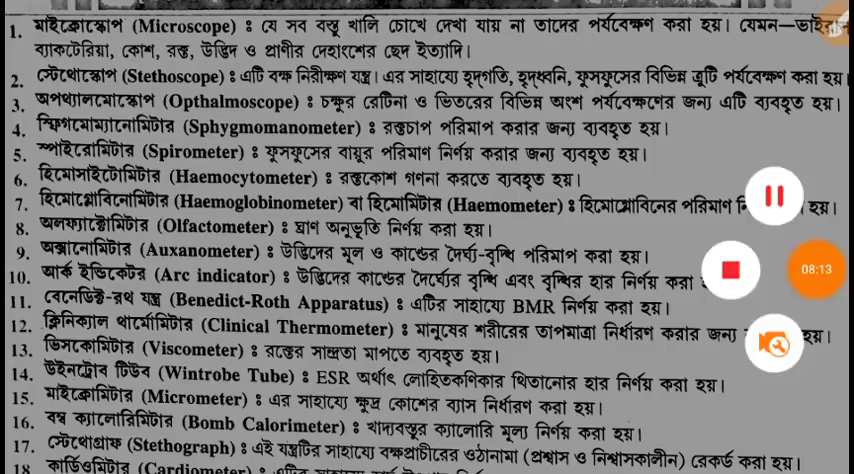 1. মাইক্রোস্কোপ (Microscope) : যে সব বস্তু খালি চোখে দেখা যায় না তাদের পর্যবেক্ষণ করা হয়। যেমন—ভাইরাস
ব্যাকটেরিয়া, কোশ, রক্ত, উদ্ভিদ ও প্রাণীর দেহাংশের ছেদ ইত্যাদি।
2. স্টেথোস্কোপ (Stethoscope) : এটি বক্ষ নিরীক্ষণ যন্ত্র। এর সাহায্যে হৃদ্‌গতি, হৃদ্‌ধ্বনি, ফুসফুসের বিভিন্ন ত্রুটি পর্যবেক্ষণ করা হয়।
3. অপথ্যালমোস্কোপ (Opthalmoscope) : চক্ষুর রেটিনা ও ভিতরের বিভিন্ন অংশ পর্যবেক্ষণের জন্য এটি ব্যবহৃত হয়।
4. স্ফিগমোম্যানোমিটার (Sphygmomanometer) : রক্তচাপ পরিমাপ করার জন্য ব্যবহৃত হয়।
5. স্পাইরোমিটার (Spirometer) : ফুসফুসের বায়ুর পরিমাণ নির্ণয় করার জন্য ব্যবহৃত হয়।
6. হিমোসাইটোমিটার (Haemocytometer) : রক্তকোশ গণনা করতে ব্যবহৃত হয়।
7. হিমোগ্লোবিনোমিটার (Haemoglobinometer) বা হিমোমিটার (Haemometer) : হিমোগ্লোবিনের পরিমাণ হয়।
8. অলফ্যাক্টোমিটার (Olfactometer) : ঘ্রাণ অনুভূতি নির্ণয় করা হয়।
9. অক্সানোমিটার (Auxanometer) : উদ্ভিদের মূল ও কাণ্ডের দৈর্ঘ্য-বৃদ্ধি পরিমাপ করা হয়।
10. আর্ক ইন্ডিকেটর (Arc indicator) : উদ্ভিদের কাণ্ডের দৈর্ঘ্যের বৃদ্ধি এবং বৃদ্ধির হার নির্ণয় করা
11. বেনেডিক্ট-রথ যন্ত্র (Benedict-Roth Apparatus) : এটির সাহায্যে BMR নির্ণয় করা হয়।
12. ক্লিনিক্যাল থার্মোমিটার (Clinical Thermometer) : মানুষের শরীরের তাপমাত্রা নির্ধারণ করার জন্য হয়।
13. ভিসকোমিটার (Viscometer) : রক্তের সান্দ্রতা মাপতে ব্যবহৃত হয়।
14. উইনট্রোব টিউব (Wintrobe Tube) : ESR অর্থাৎ লোহিতকণিকার থিতানোর হার নির্ণয় করা হয়।
15. মাইক্রোমিটার (Micrometer) : এর সাহায্যে ক্ষুদ্র কোশের ব্যাস নির্ধারণ করা হয়।
16. বম্ব ক্যালোরিমিটার (Bomb Calorimeter) : খাদ্যবস্তুর ক্যালোরি মূল্য নির্ণয় করা হয়।
17. স্টেথোগ্রাফ (Stethograph) : এই যন্ত্রটির সাহায্যে বক্ষপ্রাচীরের ওঠানামা (প্রশ্বাস ও নিশ্বাসকালীন) রেকর্ড করা হয়।
18 কার্ডিওমিটার (Cardiometer) : এটির
08:13